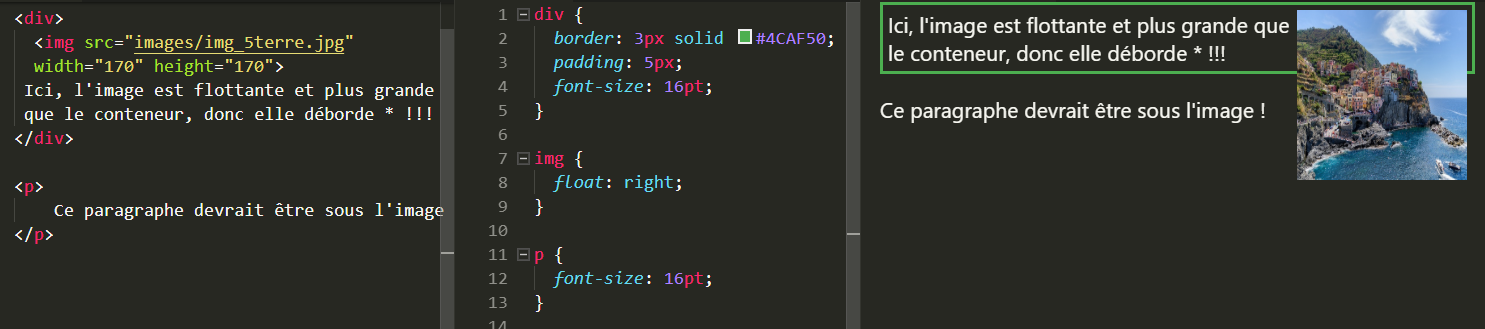 <div>
<img src="images/img_5terre.jpg"
width="170" height="170">
Ici, l'image est flottante et plus grande
que le conteneur, donc elle déborde * !!!
</div>
<p>
Ce paragraphe devrait être sous l'image
</p>
1 div {
2 border: 3px solid #4CAF50;
3 padding: 5px;
4 font-size: 16pt;
5 }
6
7 img {
8 float: right;
9 }
10
11 p {
12 font-size: 16pt;
13 }
14
Ici, l'image est flottante et plus grande que
le conteneur, donc elle déborde * !!!
Ce paragraphe devrait être sous l'image !